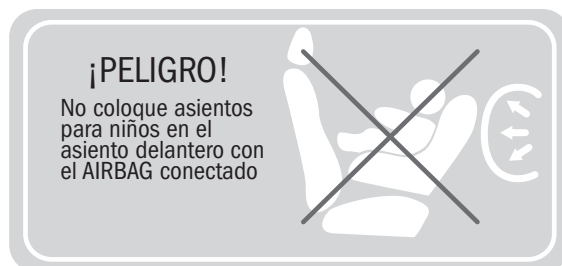 ¡PELIGRO!
No coloque asientos
para niños en el
asiento delantero con
el AIRBAG conectado